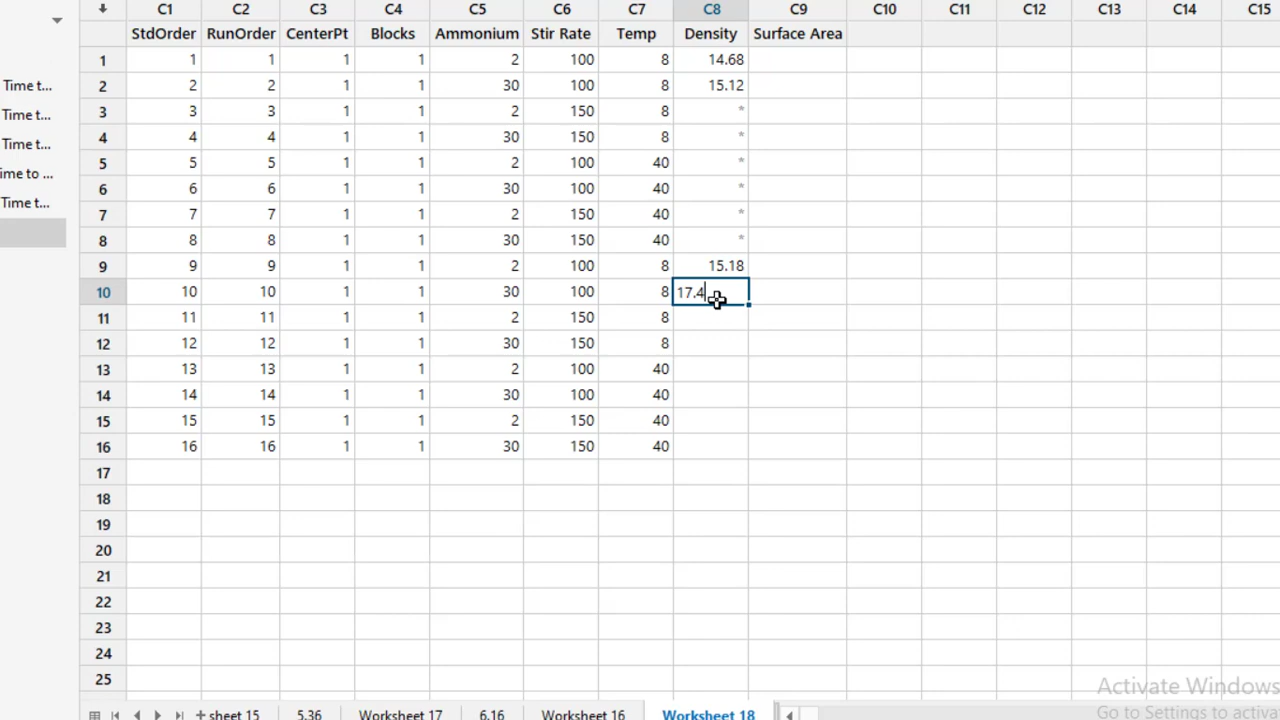 C1 C2 C3 C4 C5 C6 C7 C8 C9 C10 C11 C12 C13 C14 C15
StdOrder RunOrder CenterPt Blocks Ammonium Stir Rate Temp Density Surface Area
1 1 1 1 1 2 100 8 14.68
Time t... 2 2 2 1 1 30 100 8 15.12
Time t... 3 3 3 1 1 2 150 8 *
Time t... 4 4 4 1 1 30 150 8 *
5 5 5 1 1 2 100 40 *
ime to ... 6 6 6 1 1 30 100 40 *
Time t... 7 7 7 1 1 2 150 40 *
8 8 8 1 1 30 150 40 *
9 9 9 1 1 2 100 8 15.18
10 10 10 1 1 30 100 8 17.4
11 11 11 1 1 2 150 8
12 12 12 1 1 30 150 8
13 13 13 1 1 2 100 40
14 14 14 1 1 30 100 40
15 15 15 1 1 2 150 40
16 16 16 1 1 30 150 40
17
18
19
20
21
22
23
24
25
Activate Windows
Go to Settings to activa
+ sheet 15 5.36 Worksheet 17 6.16 Worksheet 16 Worksheet 18